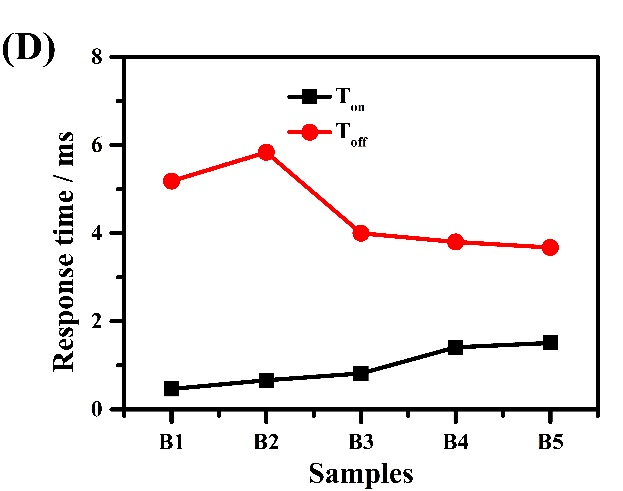 (D)
8
T_on
T_off
6
4
2
0
Response time / ms
B1 B2 B3 B4 B5
Samples